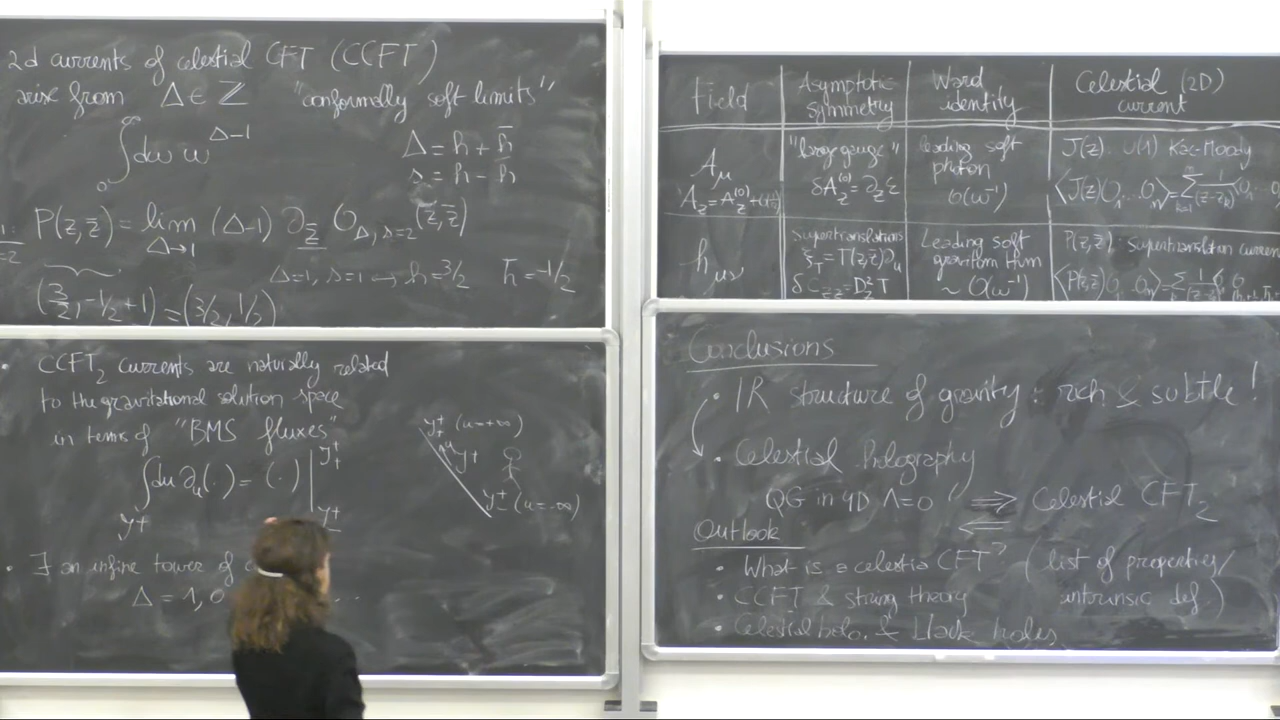 2d currents of celestial CFT (CCFT)
arise from Δ ∈ ℤ "conformally soft limits"
∫₀^∞ dω ω^{Δ-1}
Δ = h + h̄
s = h - h̄
P(z,z̄) = lim_{Δ→1} (Δ-1) ∂_z̄ O_{Δ,s=2} (z,z̄)
(3/2, -1/2 + 1) = (3/2, 1/2)
h = 3/2 h̄ = -1/2
• CCFT₂ currents are naturally related
to the gravitational solution space
in terms of "BMS fluxes"
∫ du ∂_u (·) = (·) |
(u=+∞)
(u=-∞)
• ∃ an infinite tower of
Δ = 1, 0 ...
Field
Asymptotic symmetry
Ward identity
Celestial (2D) current
A_μ
"large gauge"
δA_z^{(0)} = ∂_z ε
leading soft photon
O(ω⁻¹)
J(z) U(1) Kac-Moody
h_{μν}
supertranslations
ξ_T = T(z,z̄)∂_u
Leading soft graviton thm
~ O(ω⁻¹)
P(z,z̄) supertranslation current
Conclusions
• IR structure of gravity : rich & subtle !
• Celestial holography
QG in 4D Λ=0 ⇒ Celestial CFT₂
⇐
Outlook
• What is a celestial CFT? (list of properties/
intrinsic def.)
• CCFT & string theory
• Celestial holo. & black holes